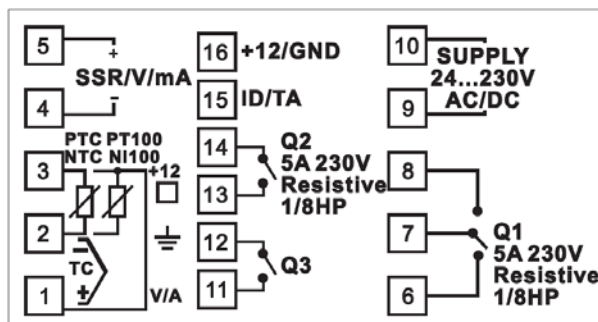 5
+
SSR/V/mA
4
-
PTC PT100
NTC NI100
3
+12
2
-
TC
+
1
V/A
16
+12/GND
15
ID/TA
14
Q2
5A 230V
Resistive
1/8HP
13
12
Q3
11
10
SUPPLY
24...230V
AC/DC
9
8
7
Q1
5A 230V
Resistive
1/8HP
6